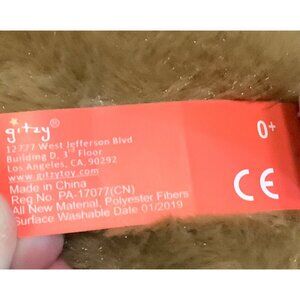 gitzy®
12777 West Jefferson Blvd
Building D, 3rd Floor
Los Angeles, CA, 90292
www.gitzytoy.com
Made in China
Reg.No. PA-17077(CN)
All New Material, Polyester Fibers
Surface Washable Date 01/2019
0+
CE